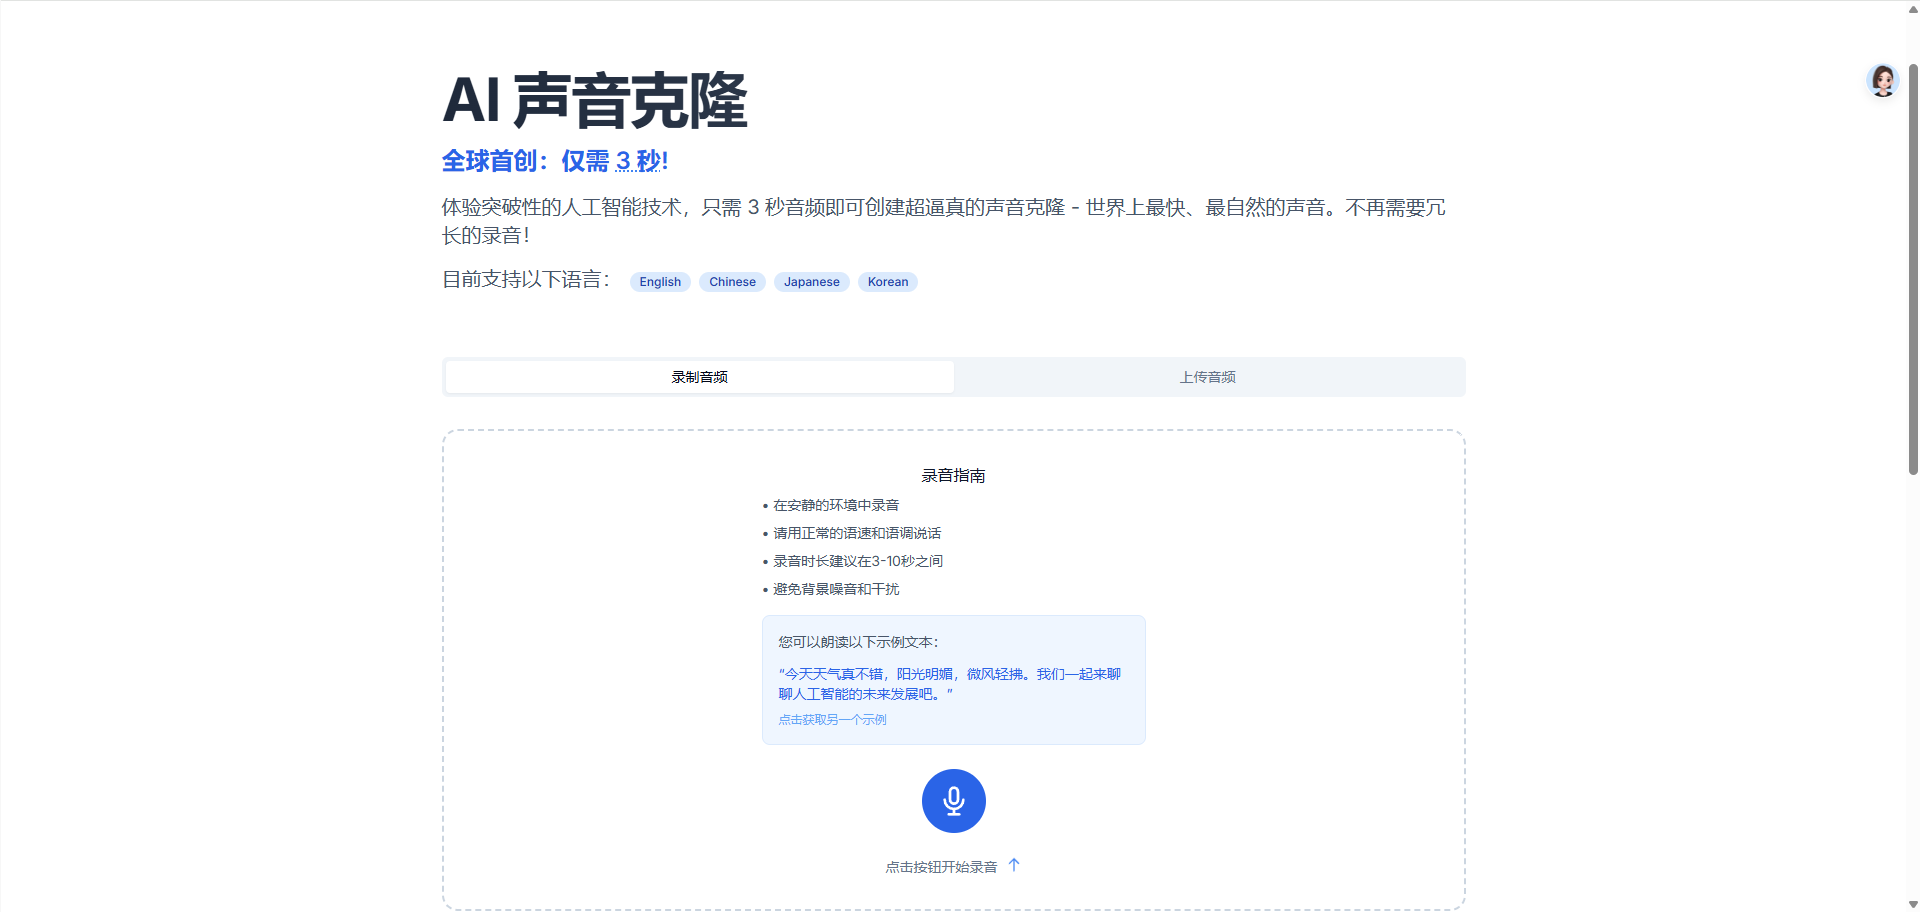 AI 声音克隆
全球首创：仅需 3 秒!
体验突破性的人工智能技术，只需 3 秒音频即可创建超逼真的声音克隆 - 世界上最快、最自然的声音。不再需要冗
长的录音！
目前支持以下语言： English Chinese Japanese Korean
录制音频 上传音频
录音指南
• 在安静的环境中录音
• 请用正常的语速和语调说话
• 录音时长建议在3-10秒之间
• 避免背景噪音和干扰
您可以朗读以下示例文本：
“今天天气真不错，阳光明媚，微风轻拂。我们一起来聊
聊人工智能的未来发展吧。”
点击获取另一个示例
点击按钮开始录音